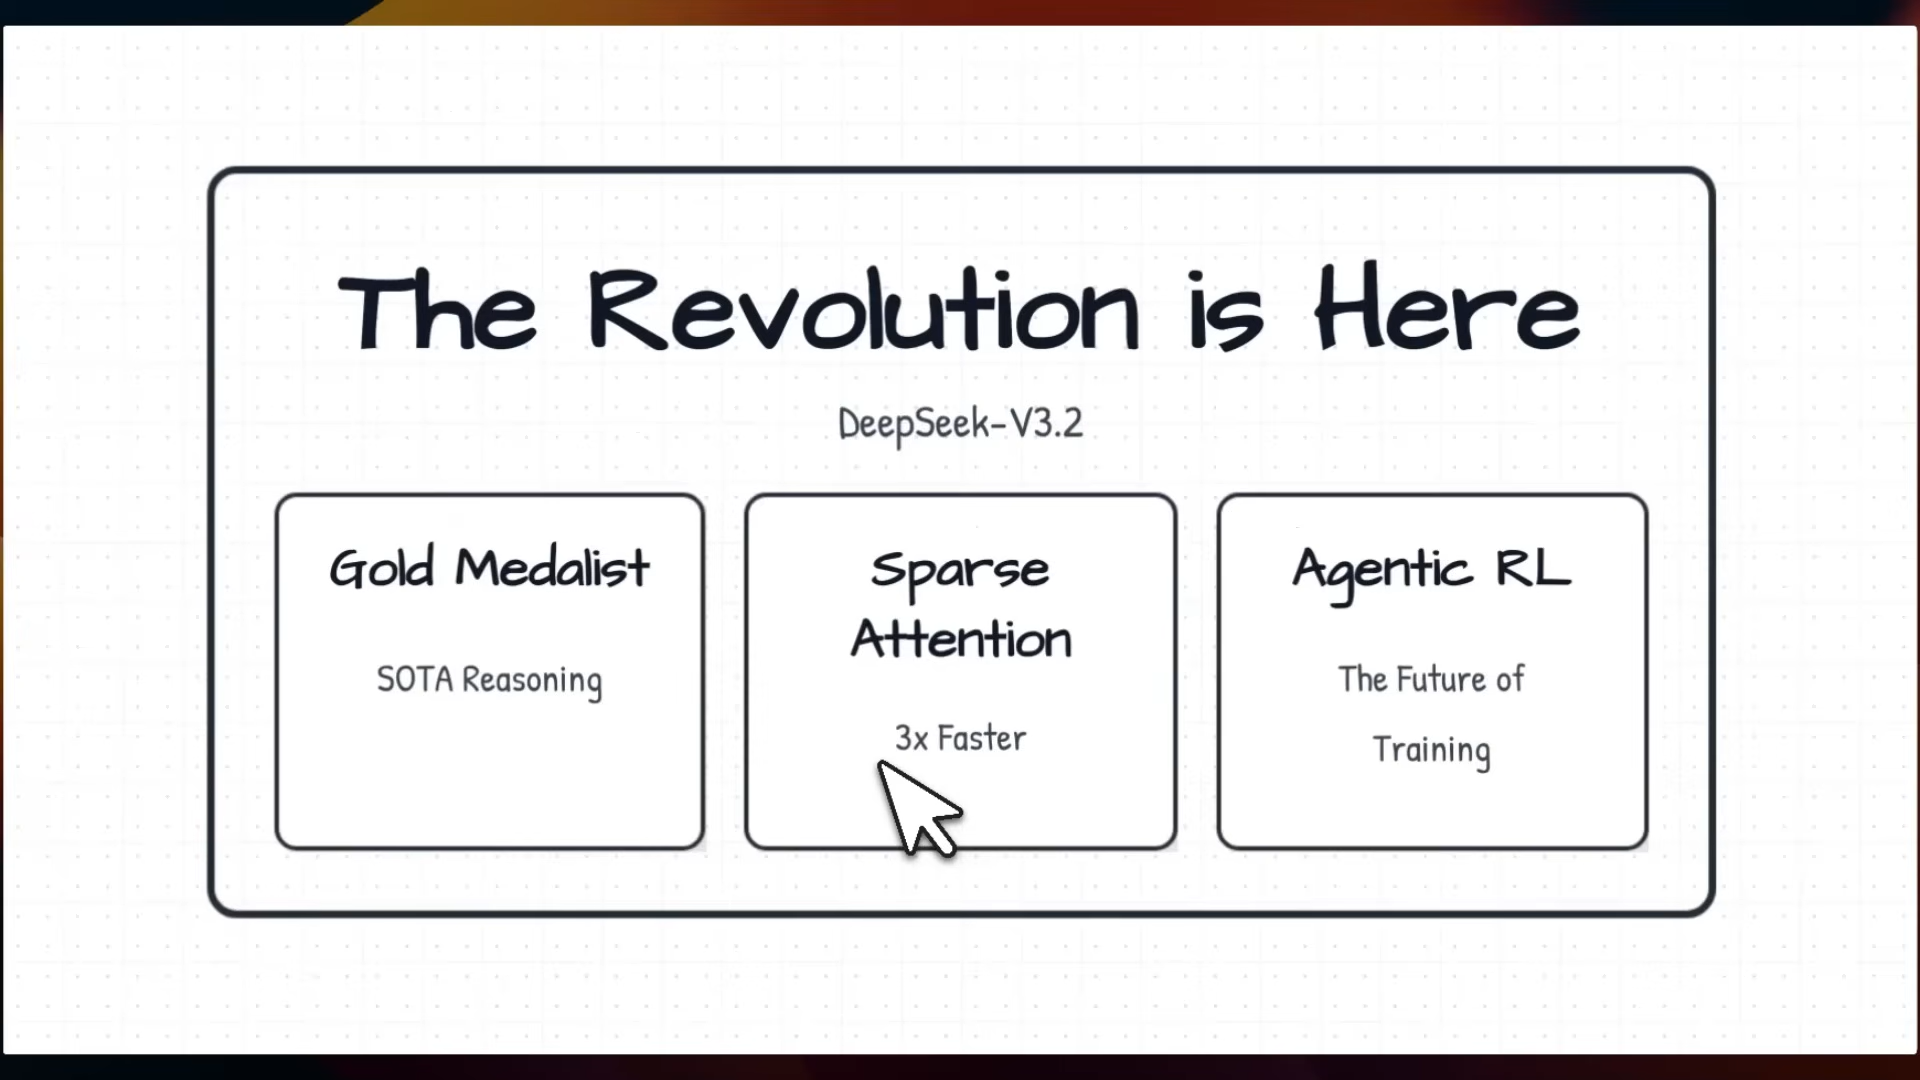 The Revolution is Here
DeepSeek-V3.2
Gold Medalist
SOTA Reasoning
Sparse
Attention
3x Faster
Agentic RL
The Future of
Training